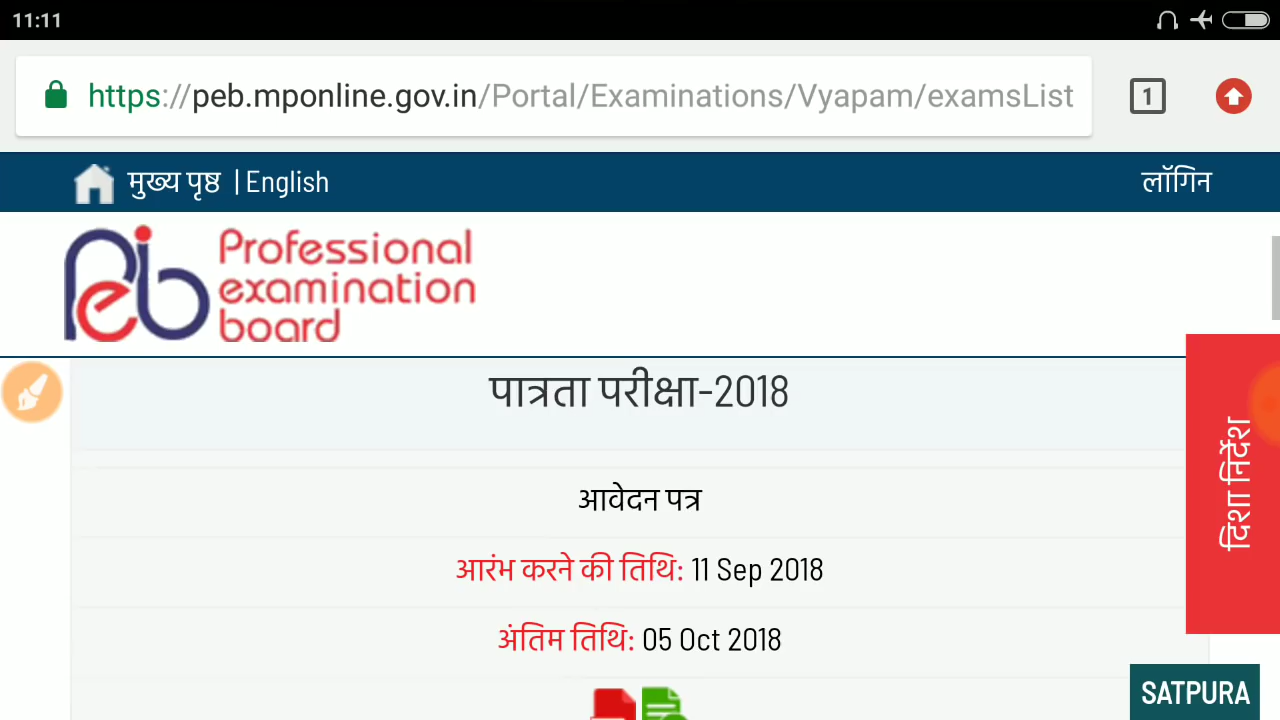 11:11
https://peb.mponline.gov.in/Portal/Examinations/Vyapam/examsList
1
मुख्य पृष्ठ | English
लॉगिन
Peb Professional
examination
board
पात्रता परीक्षा-2018
आवेदन पत्र
आरंभ करने की तिथि: 11 Sep 2018
अंतिम तिथि: 05 Oct 2018
दिशा निर्देश
SATPURA